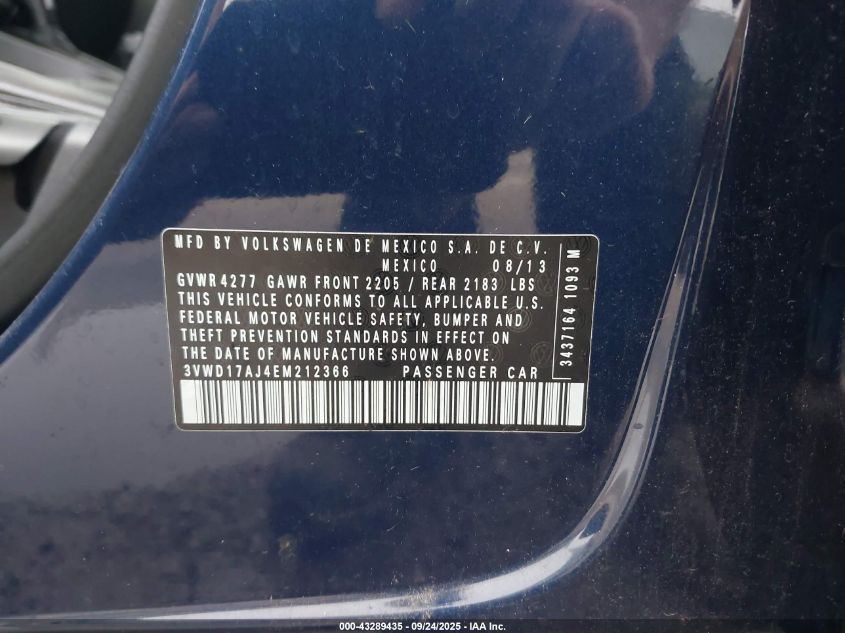 MFD BY VOLKSWAGEN DE MEXICO S.A. DE C.V.
MEXICO 08/13
GVWR 4277 GAWR FRONT 2205 / REAR 2183 LBS
THIS VEHICLE CONFORMS TO ALL APPLICABLE U.S.
FEDERAL MOTOR VEHICLE SAFETY, BUMPER AND
THEFT PREVENTION STANDARDS IN EFFECT ON
THE DATE OF MANUFACTURE SHOWN ABOVE.
3VWD17AJ4EM212366 PASSENGER CAR
3437164 1093 M
000-43289435 - 09/24/2025 - IAA Inc.